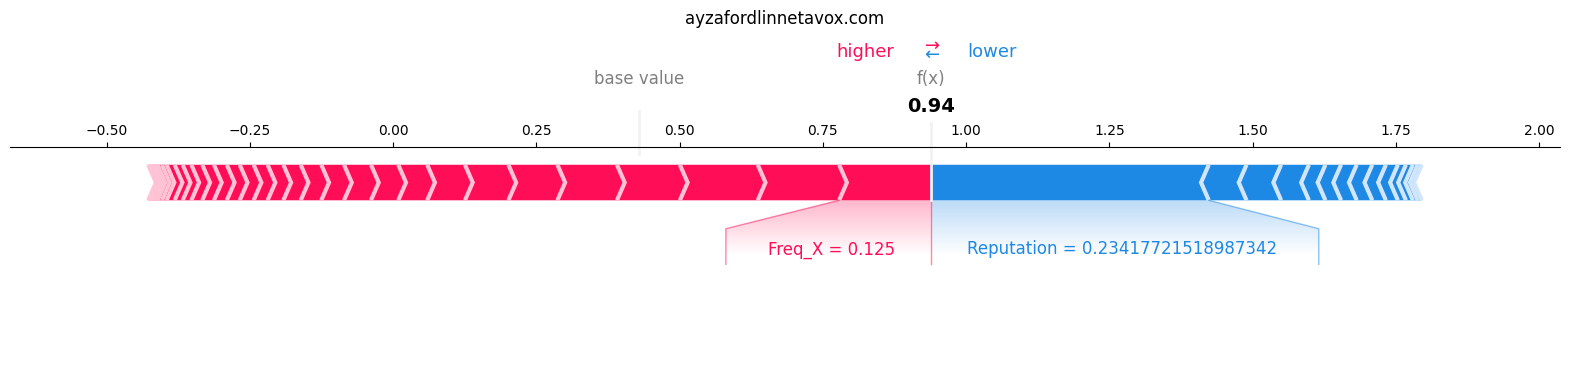 ayzafordlinnetavox.com
higher → ← lower
base value f(x)
0.94
−0.50 −0.25 0.00 0.25 0.50 0.75 1.00 1.25 1.50 1.75 2.00
Freq_X = 0.125 Reputation = 0.23417721518987342